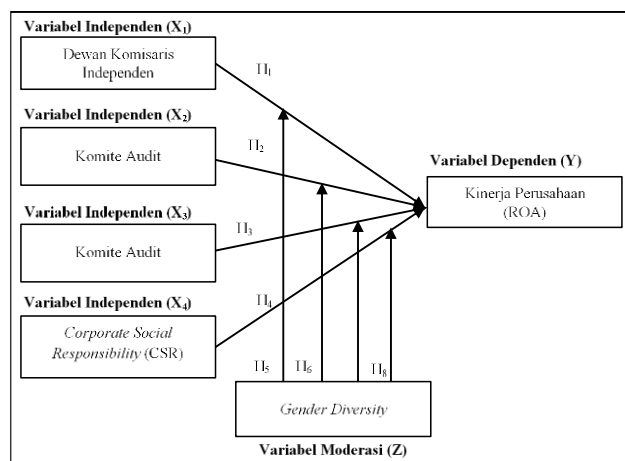 Variabel Independen (X₁)
Dewan Komisaris
Independen
H₁
Variabel Independen (X₂)
Komite Audit
H₂
Variabel Dependen (Y)
Kinerja Perusahaan
(ROA)
Variabel Independen (X₃)
Komite Audit
H₃
Variabel Independen (X₄)
Corporate Social
Responsibility (CSR)
H₄
H₅
H₆
H₈
Gender Diversity
Variabel Moderasi (Z)